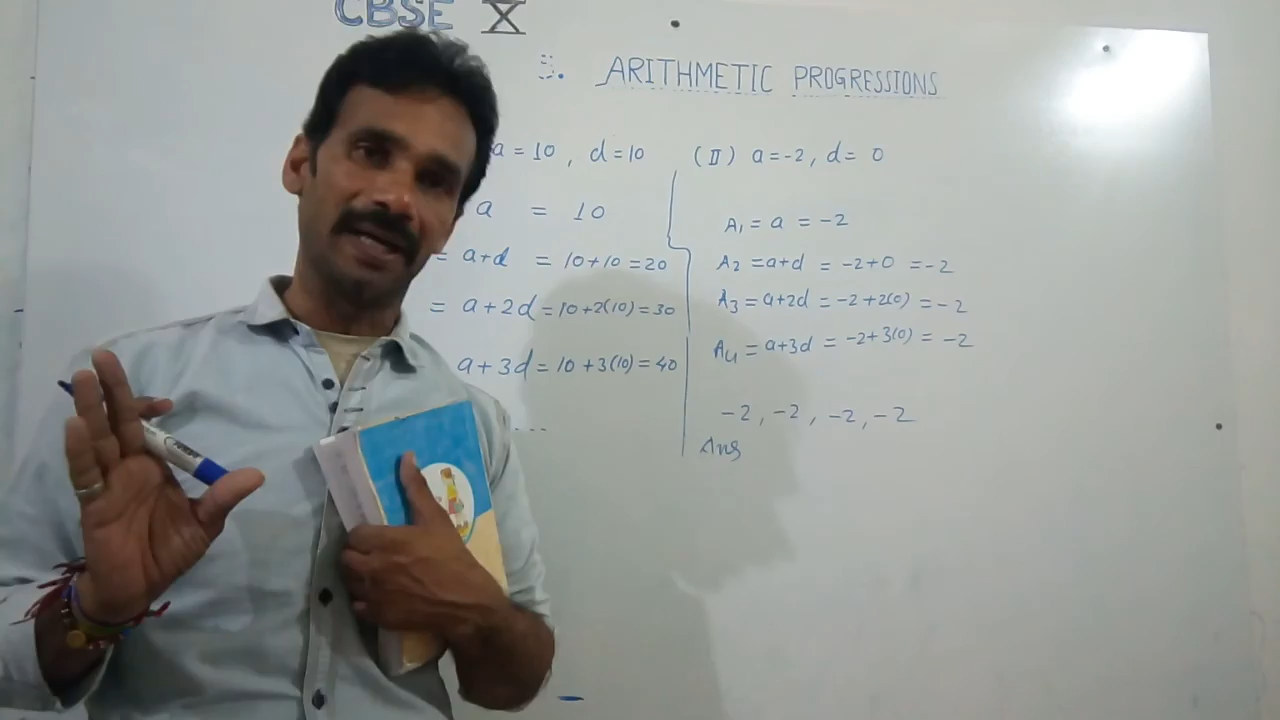 CBSE X
5. ARITHMETIC PROGRESSIONS
a = 10 , d = 10
a = 10
= a+d = 10+10 = 20
= a + 2d = 10+2(10) = 30
a + 3d = 10 + 3(10) = 40
(II) a = -2, d = 0
A1 = a = -2
A2 = a+d = -2+0 = -2
A3 = a+2d = -2+2(0) = -2
A4 = a+3d = -2+3(0) = -2
-2, -2, -2, -2
Ans